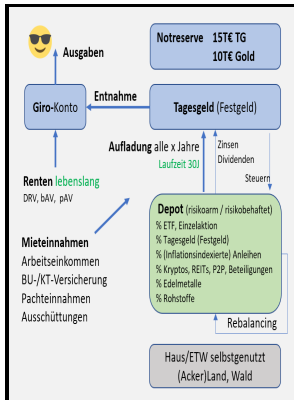 Notreserve 15T€ TG
10T€ Gold
Ausgaben
Giro-Konto
Entnahme
Tagesgeld (Festgeld)
Aufladung alle x Jahre
Laufzeit 30J
Zinsen
Dividenden
Steuern
Renten lebenslang
DRV, bAV, pAV
Mieteinnahmen
Arbeitseinkommen
BU-/KT-Versicherung
Pachteinnahmen
Ausschüttungen
Depot (risikoarm / risikobehaftet)
% ETF, Einzelaktion
% Tagesgeld (Festgeld)
% (Inflationsindexierte) Anleihen
% Kryptos, REITs, P2P, Beteiligungen
% Edelmetalle
% Rohstoffe
Rebalancing
Haus/ETW selbstgenutzt
(Acker)Land, Wald